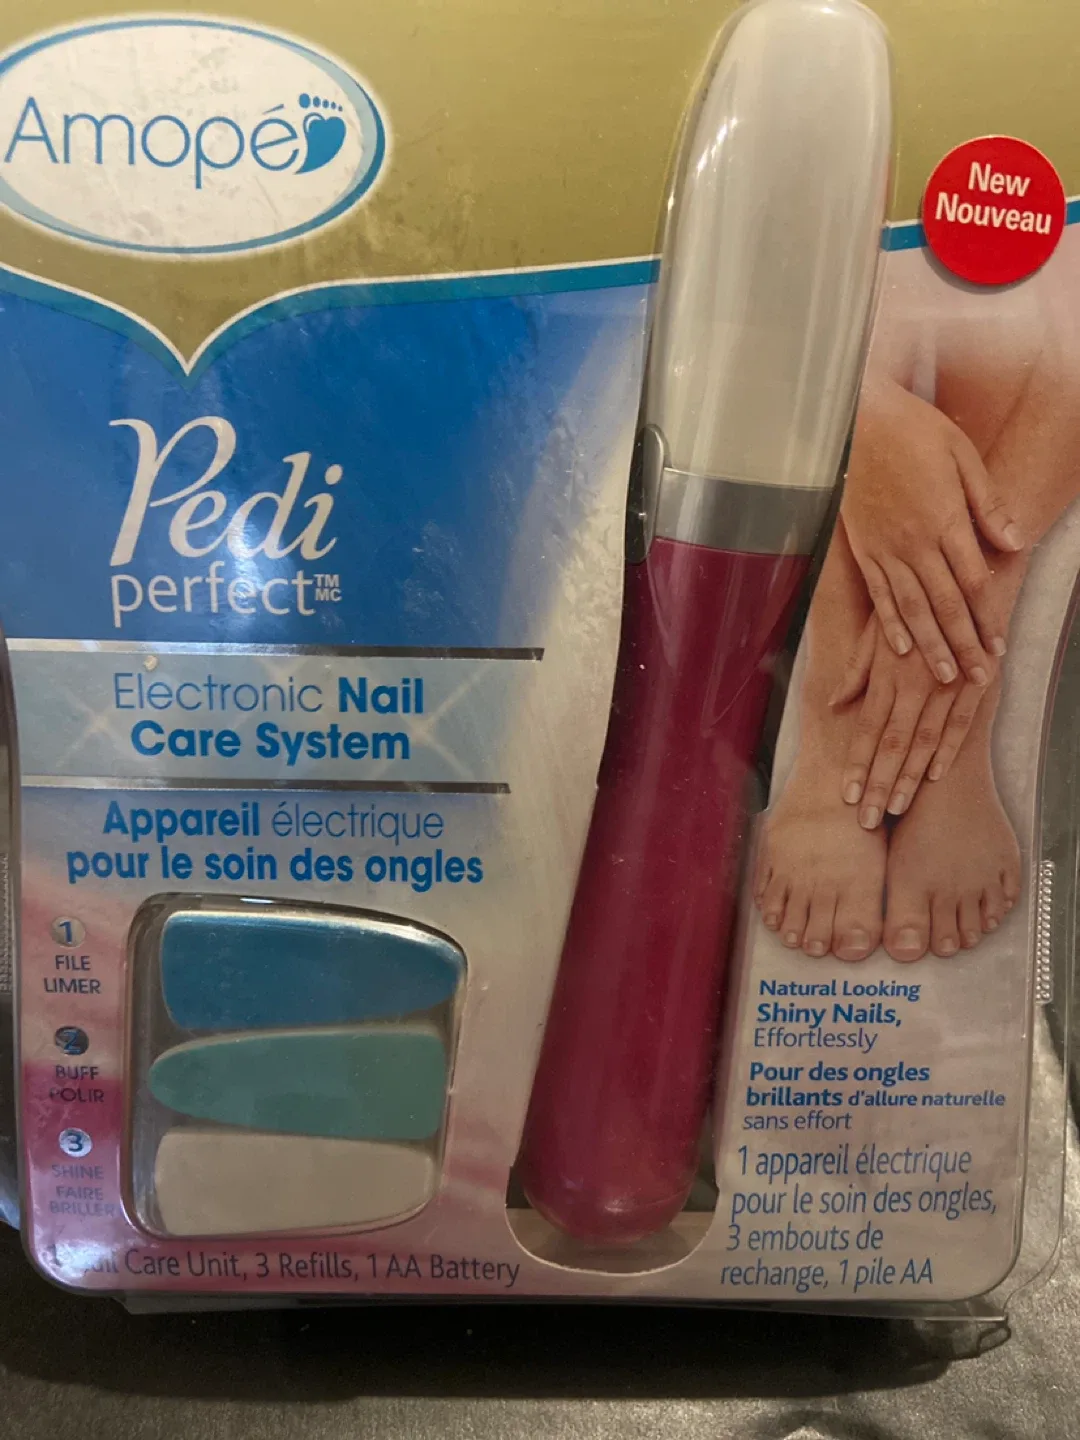 Amopé
New
Nouveau
Pedi
perfect™
MC
Electronic Nail
Care System
Appareil électrique
pour le soin des ongles
1
FILE
LIMER
2
BUFF
POLIR
3
SHINE
FAIRE
BRILLER
Care Unit, 3 Refills, 1 AA Battery
Natural Looking
Shiny Nails,
Effortlessly
Pour des ongles
brillants d'allure naturelle
sans effort
1 appareil électrique
pour le soin des ongles,
3 embouts de
rechange, 1 pile AA